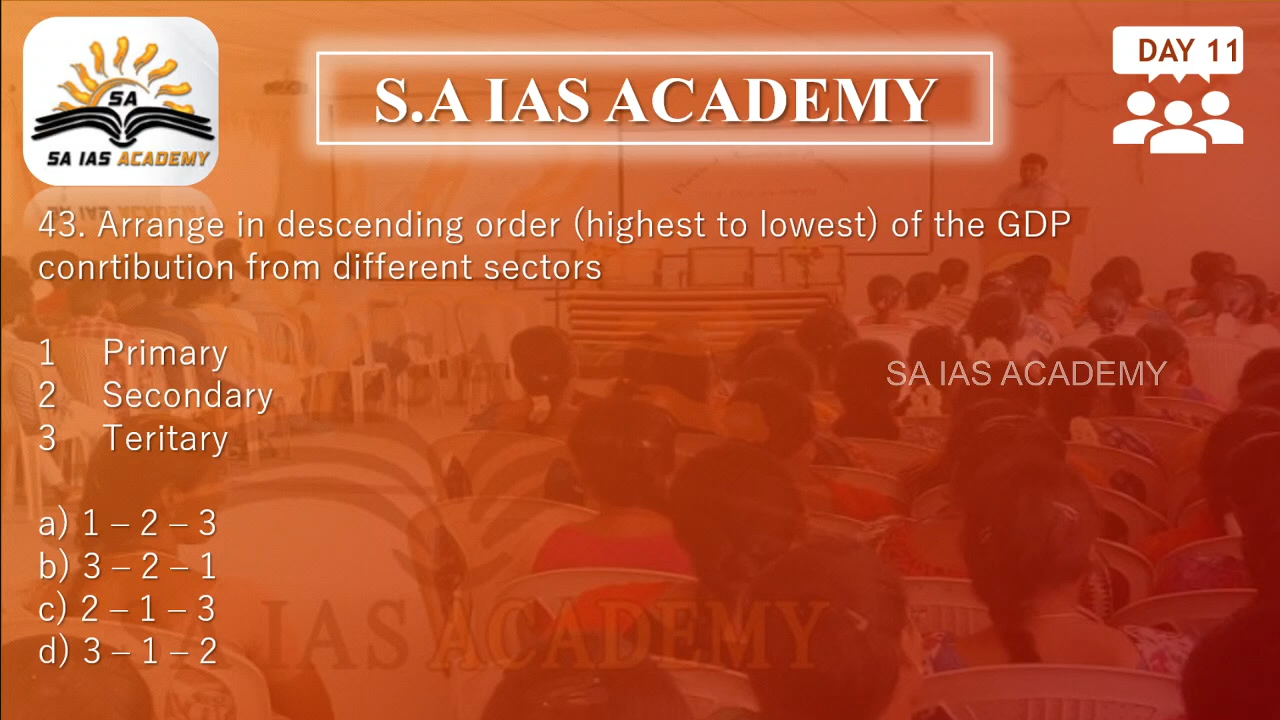 DAY 11
S.A IAS ACADEMY
SA
SA IAS ACADEMY
43. Arrange in descending order (highest to lowest) of the GDP
conrtibution from different sectors
1 Primary
2 Secondary
3 Teritary
SA IAS ACADEMY
a) 1 – 2 – 3
b) 3 – 2 – 1
c) 2 – 1 – 3
d) 3 – 1 – 2
IAS ACADEMY